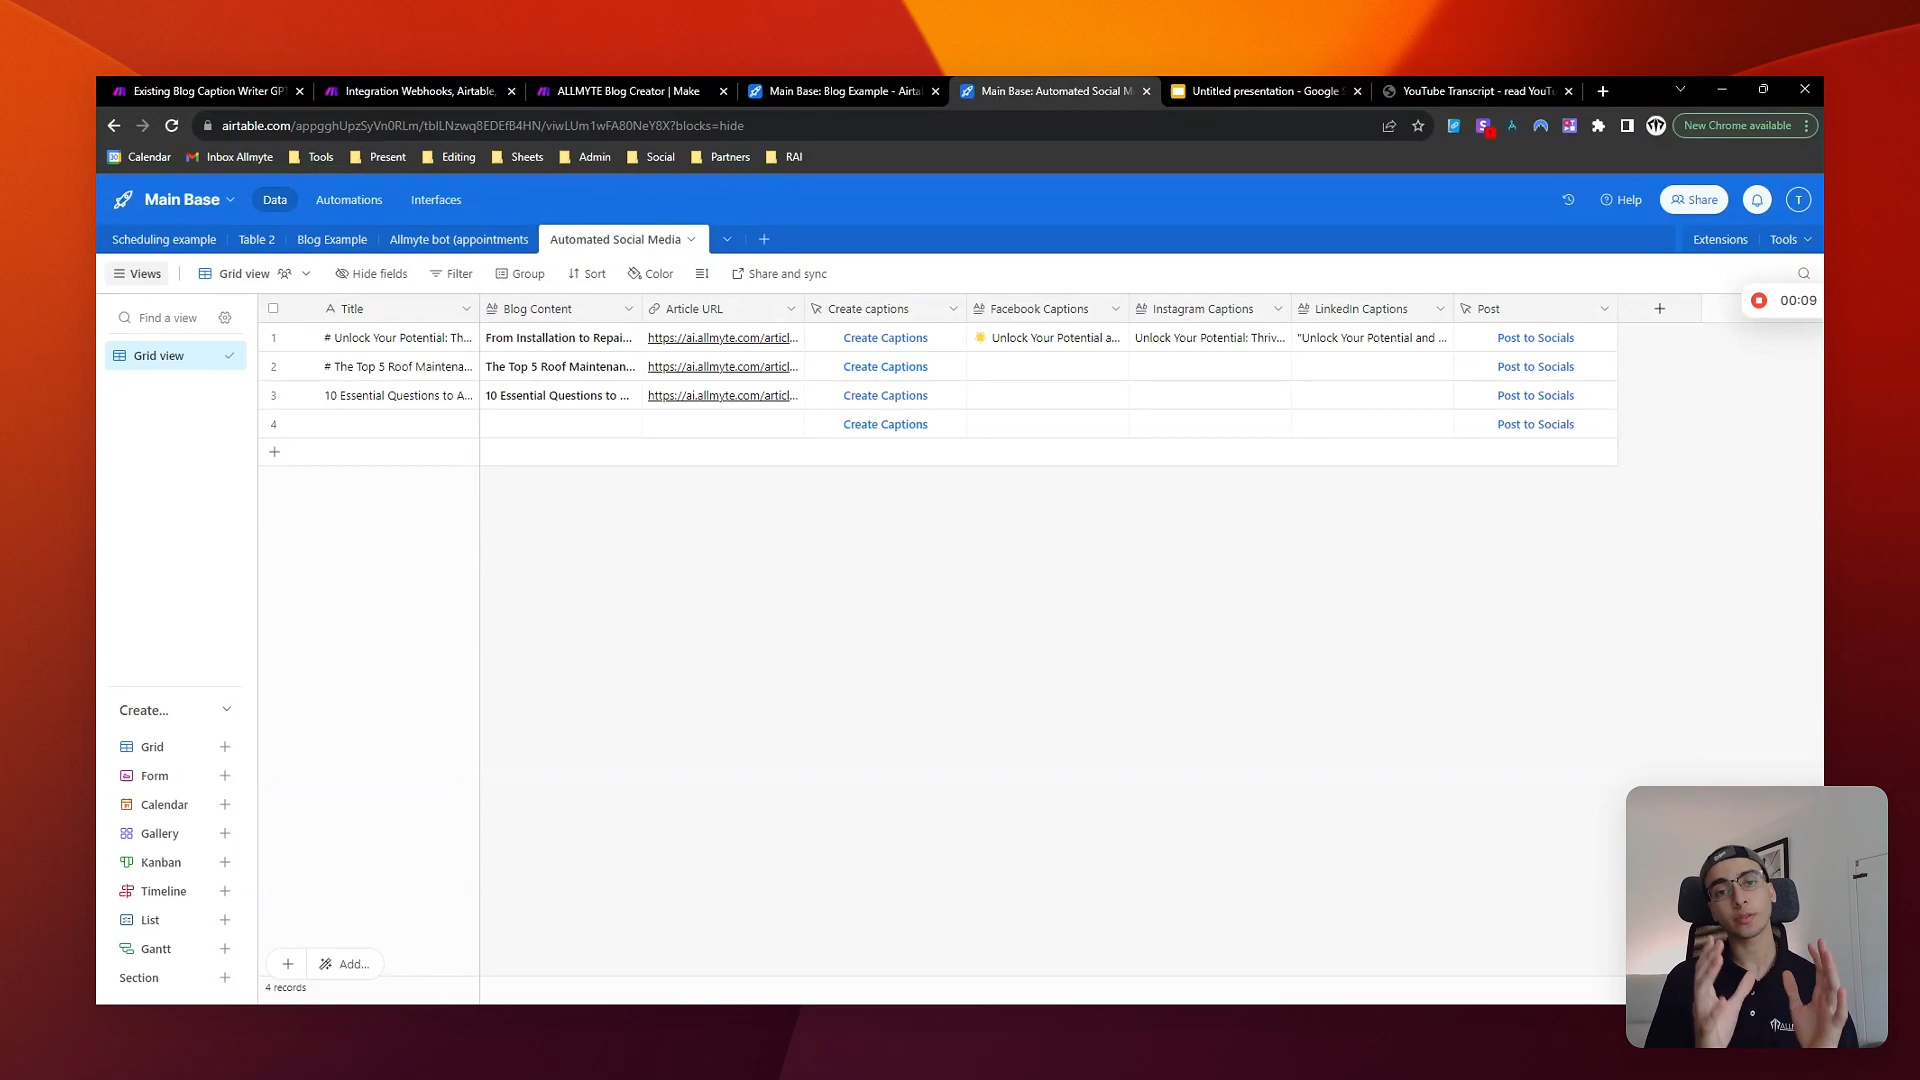 Existing Blog Caption Writer GPT
Integration Webhooks, Airtable,
ALLMYTE Blog Creator | Make
Main Base: Blog Example - Airta
Main Base: Automated Social M
Untitled presentation - Google S
YouTube Transcript - read YouTu
airtable.com/appgghUpzSyVn0RLm/tblLNzwq8EDEfB4HN/viwLUm1wFA80NeY8X?blocks=hide
New Chrome available
Calendar
Inbox Allmyte
Tools
Present
Editing
Sheets
Admin
Social
Partners
RAI
Main Base
Data
Automations
Interfaces
Help
Share
T
Scheduling example
Table 2
Blog Example
Allmyte bot (appointments
Automated Social Media
Extensions
Tools
Views
Grid view
Hide fields
Filter
Group
Sort
Color
Share and sync
00:09
Find a view
Grid view
Title
Blog Content
Article URL
Create captions
Facebook Captions
Instagram Captions
LinkedIn Captions
Post
1
# Unlock Your Potential: Th...
From Installation to Repai...
https://ai.allmyte.com/articl...
Create Captions
🌟 Unlock Your Potential a...
Unlock Your Potential: Thriv...
"Unlock Your Potential and ...
Post to Socials
2
# The Top 5 Roof Maintena...
The Top 5 Roof Maintenan...
https://ai.allmyte.com/articl...
Create Captions
Post to Socials
3
10 Essential Questions to A...
10 Essential Questions to ...
https://ai.allmyte.com/articl...
Create Captions
Post to Socials
4
Create Captions
Post to Socials
Create...
Grid
Form
Calendar
Gallery
Kanban
Timeline
List
Gantt
Section
Add...
4 records